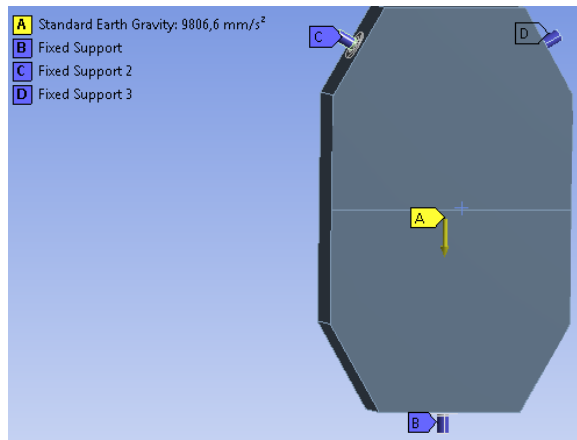 A Standard Earth Gravity: 9806,6 mm/s²
B Fixed Support
C Fixed Support 2
D Fixed Support 3
C
D
A
B